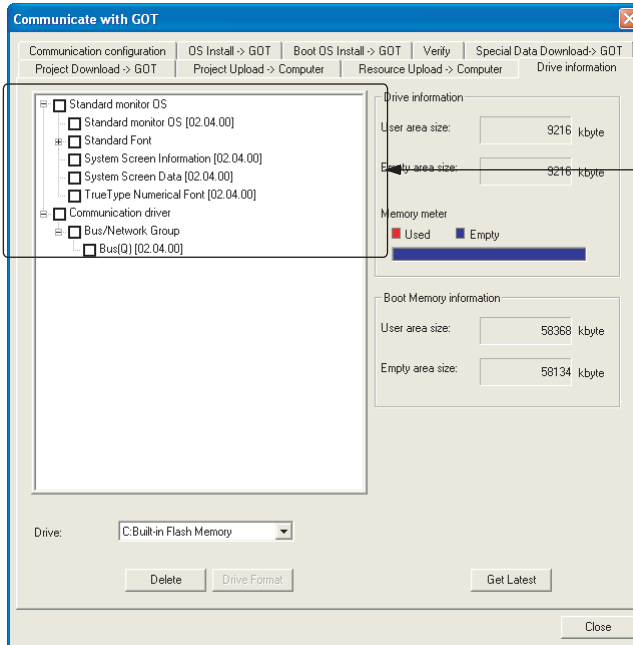 Communicate with GOT
Communication configuration OS Install -> GOT Boot OS Install -> GOT Verify Special Data Download-> GOT
Project Download -> GOT Project Upload -> Computer Resource Upload -> Computer Drive information
Standard monitor OS
Standard monitor OS [02.04.00]
Standard Font
System Screen Information [02.04.00]
System Screen Data [02.04.00]
TrueType Numerical Font [02.04.00]
Communication driver
Bus/Network Group
Bus(Q) [02.04.00]
Drive information
User area size: 9216 kbyte
Empty area size: 9216 kbyte
Memory meter
Used Empty
Boot Memory information
User area size: 58368 kbyte
Empty area size: 58134 kbyte
Drive: C:Built-in Flash Memory
Delete Drive Format Get Latest
Close